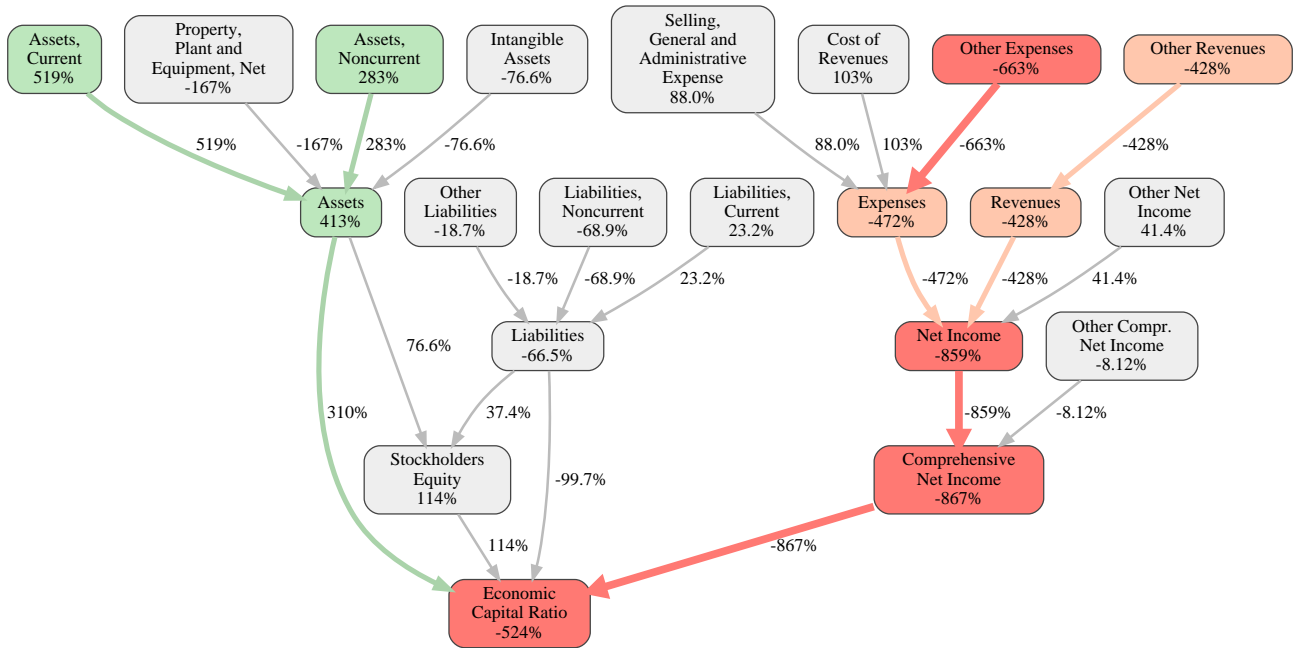 Assets,
Current
519%
Property,
Plant and
Equipment, Net
-167%
Assets,
Noncurrent
283%
Intangible
Assets
-76.6%
Selling,
General and
Administrative
Expense
88.0%
Cost of
Revenues
103%
Other Expenses
-663%
Other Revenues
-428%
519%
-167%
283%
-76.6%
88.0%
103%
-663%
-428%
Assets
413%
Other
Liabilities
-18.7%
Liabilities,
Noncurrent
-68.9%
Liabilities,
Current
23.2%
Expenses
-472%
Revenues
-428%
Other Net
Income
41.4%
-18.7%
-68.9%
23.2%
-472%
-428%
41.4%
Liabilities
-66.5%
Net Income
-859%
Other Compr.
Net Income
-8.12%
76.6%
310%
37.4%
-859%
-8.12%
Stockholders
Equity
114%
-99.7%
Comprehensive
Net Income
-867%
114%
-867%
Economic
Capital Ratio
-524%